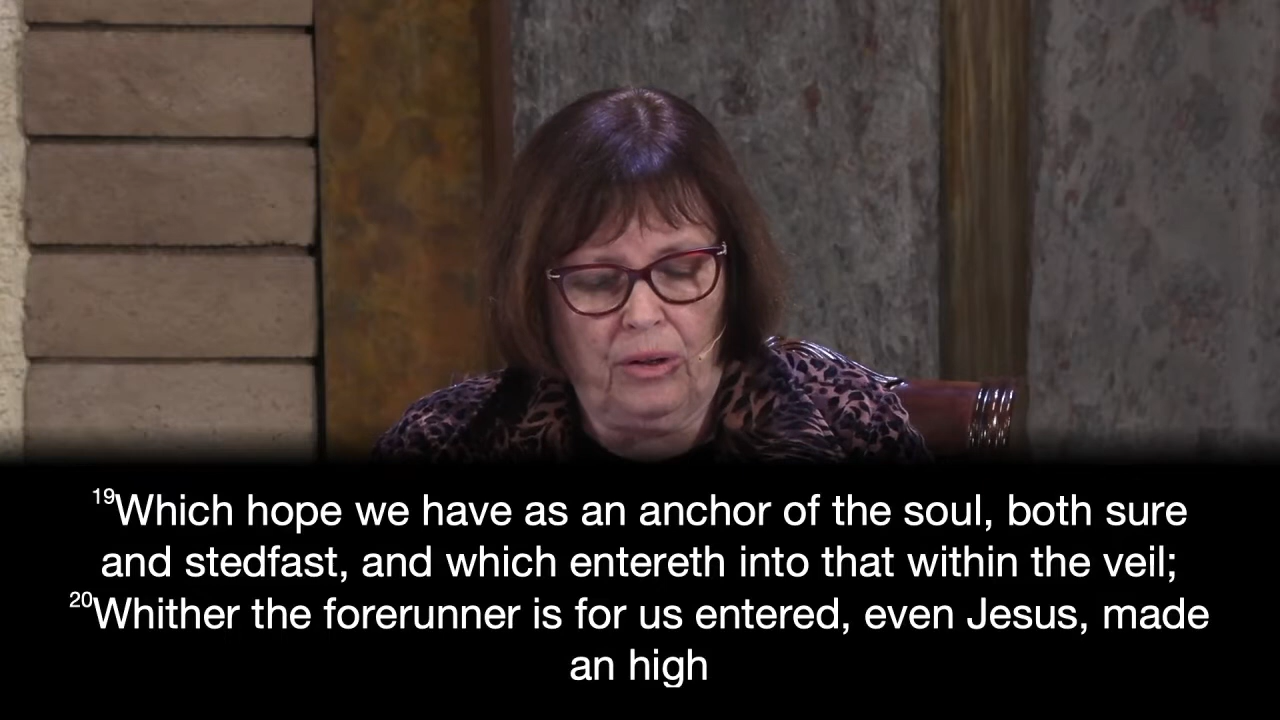 19Which hope we have as an anchor of the soul, both sure
and stedfast, and which entereth into that within the veil;
20Whither the forerunner is for us entered, even Jesus, made
an high